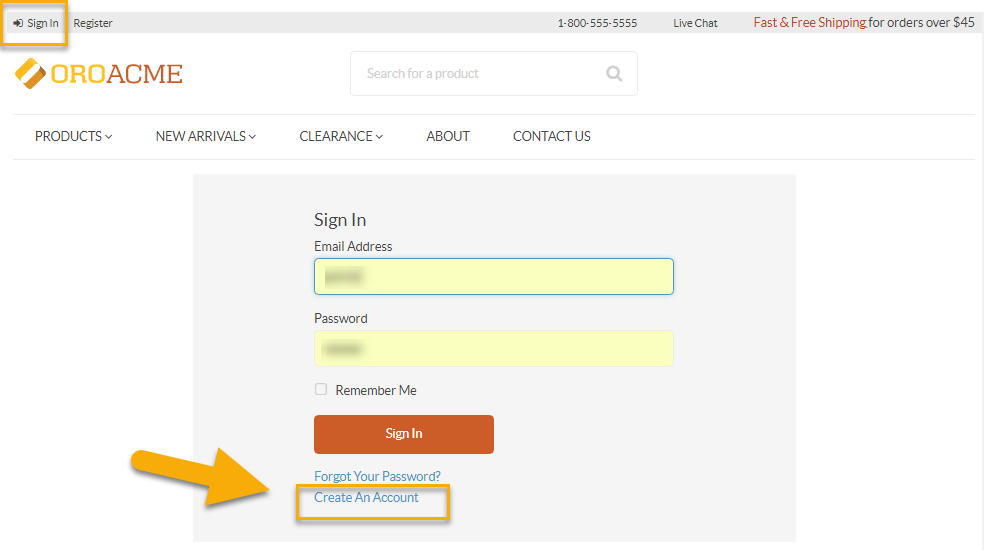 Sign In Register 1-800-555-5555 Live Chat Fast & Free Shipping for orders over $45
OROACME Search for a product
PRODUCTS NEW ARRIVALS CLEARANCE ABOUT CONTACT US
Sign In
Email Address
Password
Remember Me
Sign In
Forgot Your Password?
Create An Account